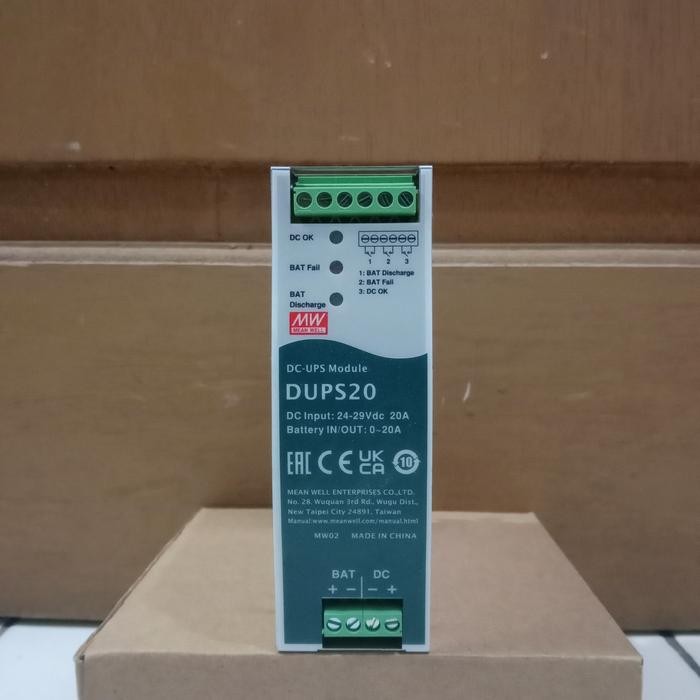 DC OK
BAT Fail
BAT
Discharge
1 2 3
1: BAT Discharge
2: BAT Fail
3: DC OK
MW
MEAN WELL
DC-UPS Module
DUPS20
DC Input: 24-29Vdc 20A
Battery IN/OUT: 0~20A
EAC CE UK
CA 10
MEAN WELL ENTERPRISES CO.,LTD.
No. 28, Wuquan 3rd Rd., Wugu Dist.,
New Taipei City 24891, Taiwan
Manual:www.meanwell.com/manual.html
MW02 MADE IN CHINA
BAT DC
+ − − +